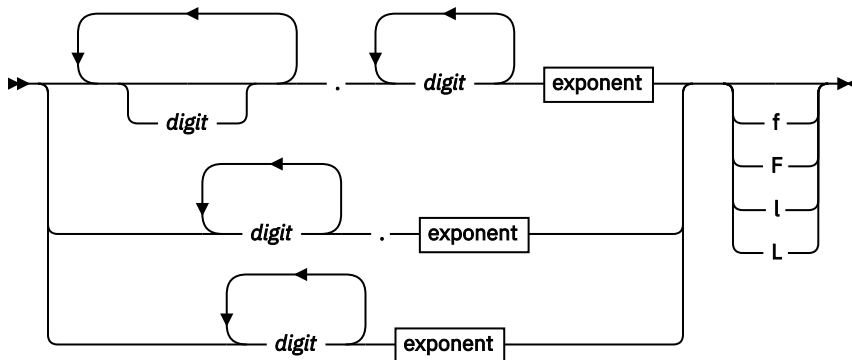 . digit exponent
digit f
F
digit . exponent l
L
digit exponent